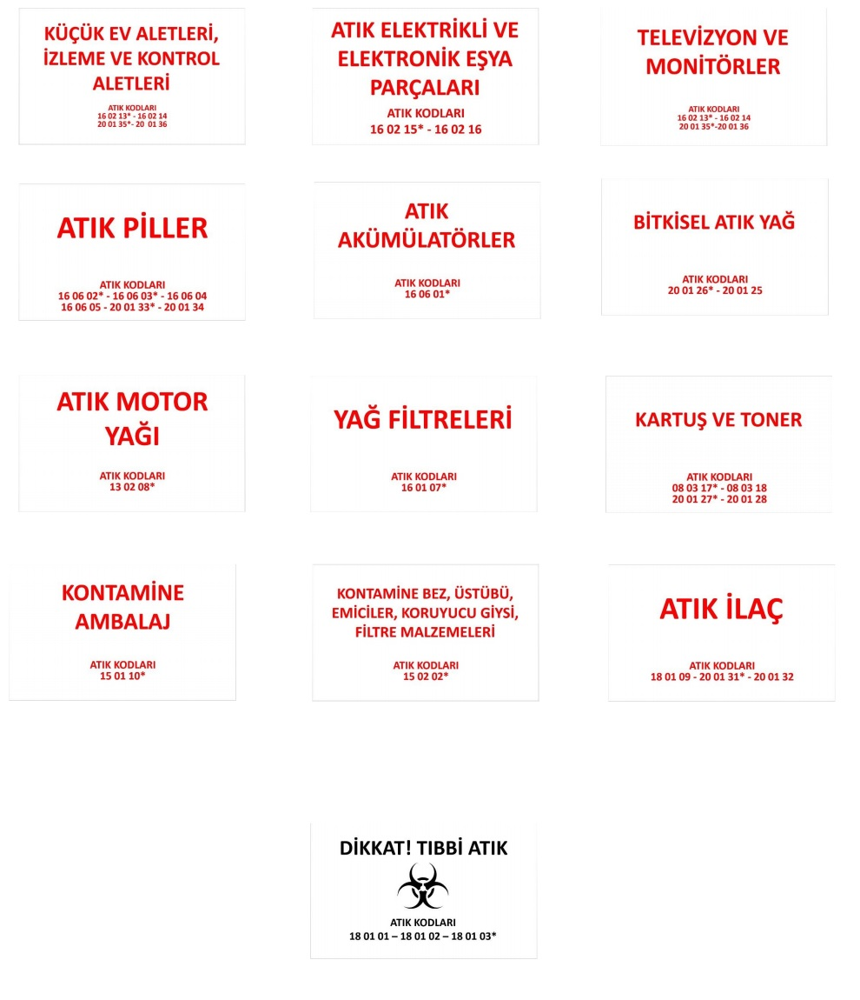 KÜÇÜK EV ALETLERİ,
İZLEME VE KONTROL
ALETLERİ
ATIK KODLARI
16 02 13* - 16 02 14
20 01 35*- 20  01 36
ATIK ELEKTRİKLİ VE
ELEKTRONİK EŞYA
PARÇALARI
ATIK KODLARI
16 02 15* - 16 02 16
TELEVİZYON VE
MONİTÖRLER
ATIK KODLARI
16 02 13* - 16 02 14
20 01 35*-20 01 36
ATIK PİLLER
ATIK KODLARI
16 06 02* - 16 06 03* - 16 06 04
16 06 05 - 20 01 33* - 20 01 34
ATIK
AKÜMÜLATÖRLER
ATIK KODLARI
16 06 01*
BİTKİSEL ATIK YAĞ
ATIK KODLARI
20 01 26* - 20 01 25
ATIK MOTOR
YAĞI
ATIK KODLARI
13 02 08*
YAĞ FİLTRELERİ
ATIK KODLARI
16 01 07*
KARTUŞ VE TONER
ATIK KODLARI
08 03 17* - 08 03 18
20 01 27* - 20 01 28
KONTAMİNE
AMBALAJ
ATIK KODLARI
15 01 10*
KONTAMİNE BEZ, ÜSTÜBÜ,
EMİCİLER, KORUYUCU GİYSİ,
FİLTRE MALZEMELERİ
ATIK KODLARI
15 02 02*
ATIK İLAÇ
ATIK KODLARI
18 01 09 - 20 01 31* - 20 01 32
DİKKAT! TIBBİ ATIK
ATIK KODLARI
18 01 01 – 18 01 02 – 18 01 03*